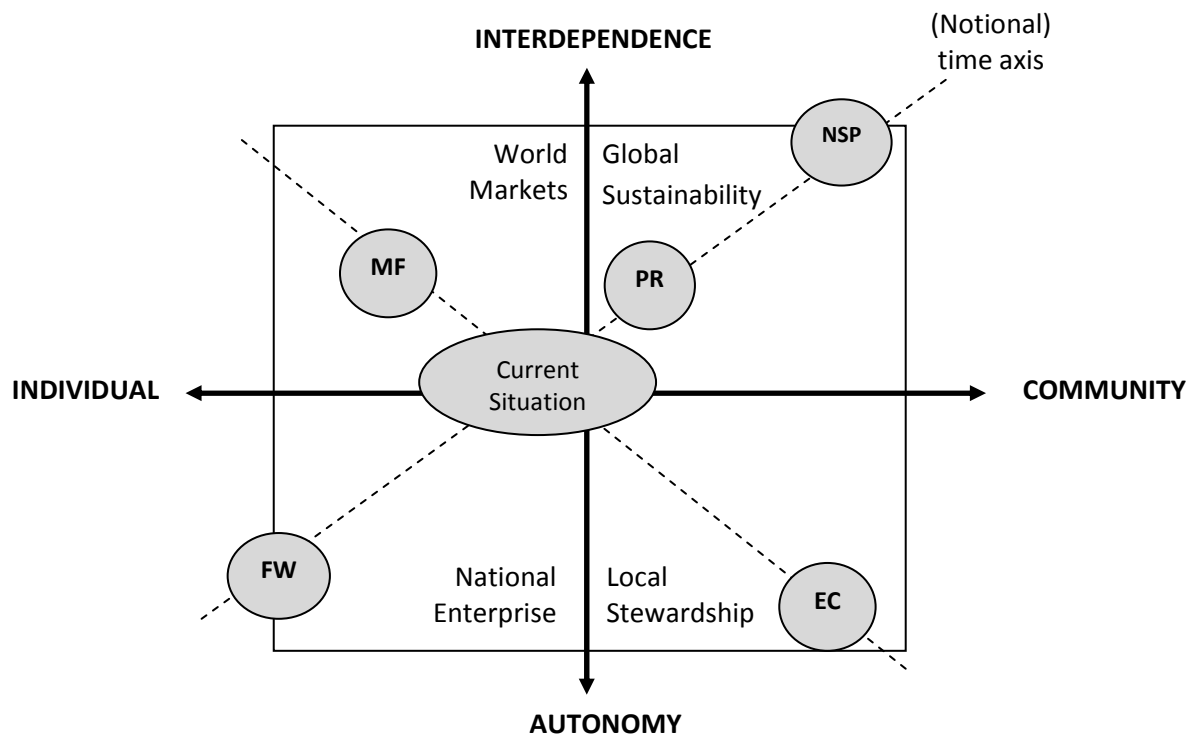 (Notional)
time axis
INTERDEPENDENCE
NSP
World
Markets
Global
Sustainability
MF
PR
Current
Situation
INDIVIDUAL
COMMUNITY
FW
National
Enterprise
Local
Stewardship
EC
AUTONOMY